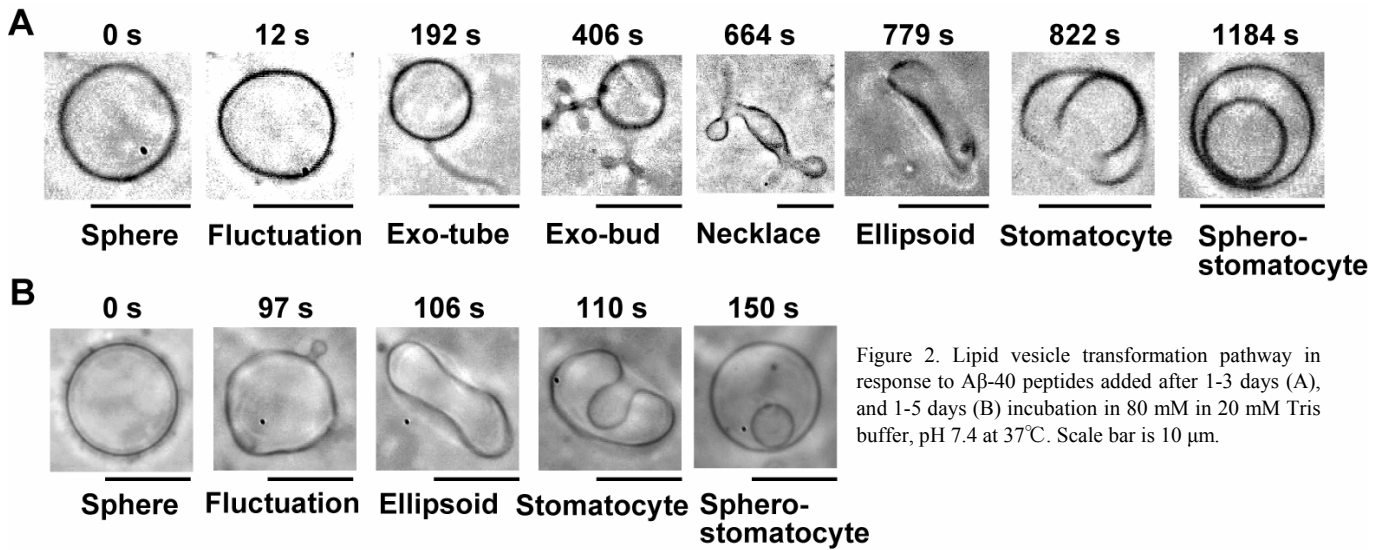 A
0 s 12 s 192 s 406 s 664 s 779 s 822 s 1184 s
Sphere Fluctuation Exo-tube Exo-bud Necklace Ellipsoid Stomatocyte Sphero-
stomatocyte
B
0 s 97 s 106 s 110 s 150 s
Sphere Fluctuation Ellipsoid Stomatocyte Sphero-
stomatocyte
Figure 2. Lipid vesicle transformation pathway in
response to Aβ-40 peptides added after 1-3 days (A),
and 1-5 days (B) incubation in 80 mM in 20 mM Tris
buffer, pH 7.4 at 37℃. Scale bar is 10 μm.